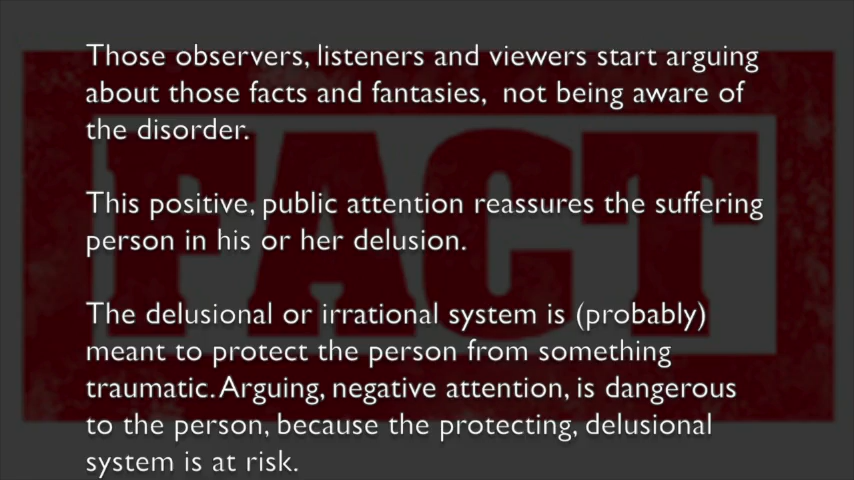 Those observers, listeners and viewers start arguing
about those facts and fantasies, not being aware of
the disorder.
This positive, public attention reassures the suffering
person in his or her delusion.
The delusional or irrational system is (probably)
meant to protect the person from something
traumatic. Arguing, negative attention, is dangerous
to the person, because the protecting, delusional
system is at risk.
FACT